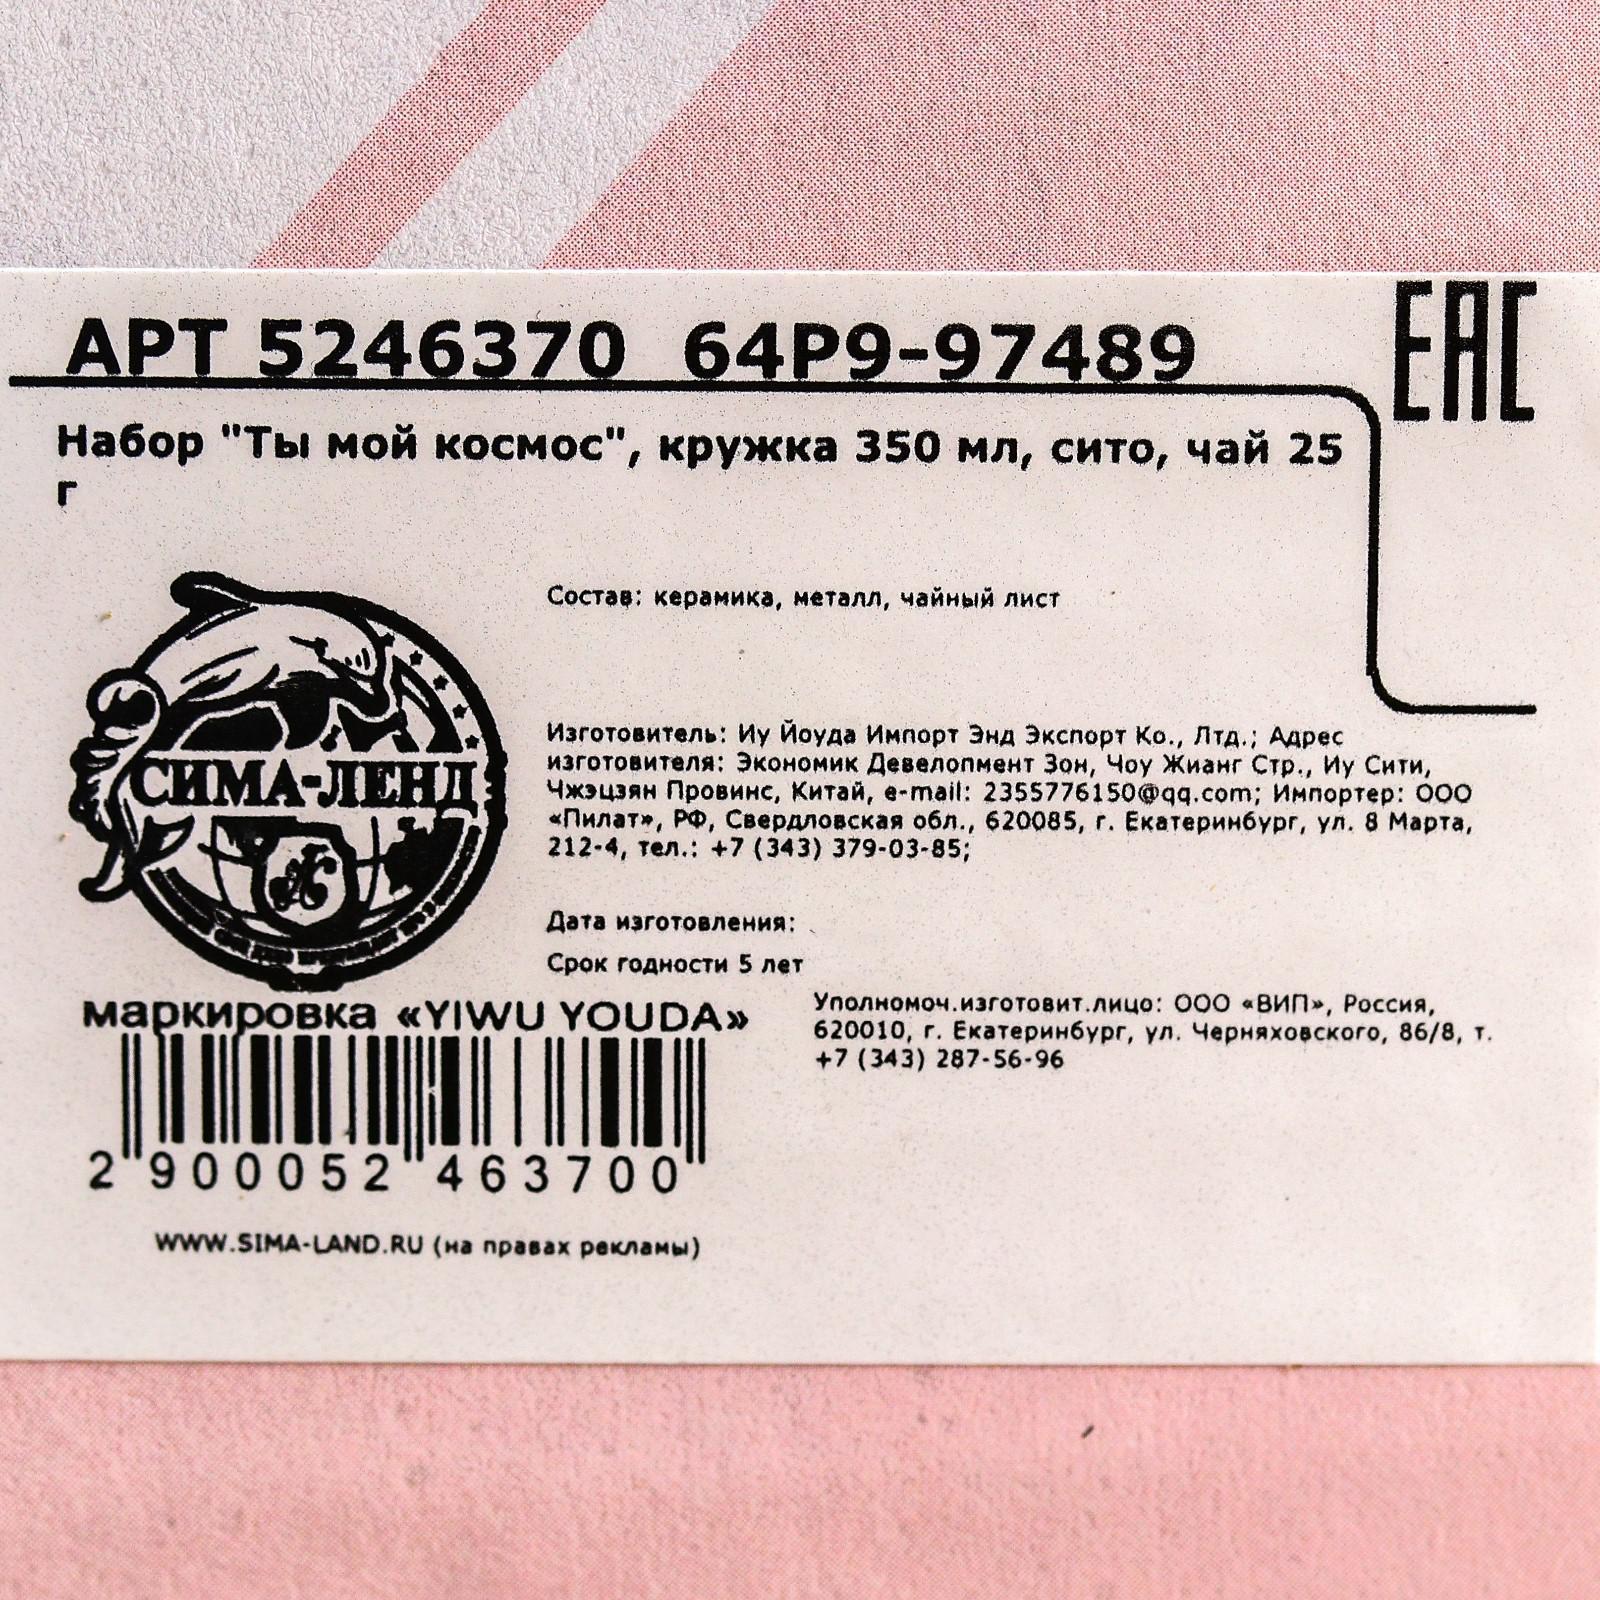 АРТ 5246370 64Р9-97489
ЕАС
Набор "Ты мой космос", кружка 350 мл, сито, чай 25
г
Состав: керамика, металл, чайный лист
СИМА-ЛЕНД
Изготовитель: Иу Йоуда Импорт Энд Экспорт Ко., Лтд.; Адрес
изготовителя: Экономик Девелопмент Зон, Чоу Жианг Стр., Иу Сити,
Чжэцзян Провинс, Китай, e-mail: 2355776150@qq.com; Импортер: ООО
«Пилат», РФ, Свердловская обл., 620085, г. Екатеринбург, ул. 8 Марта,
212-4, тел.: +7 (343) 379-03-85;
Дата изготовления:
Срок годности 5 лет
маркировка «YIWU YOUDA»
Уполномоч.изготовит.лицо: ООО «ВИП», Россия,
620010, г. Екатеринбург, ул. Черняховского, 86/8, т.
+7 (343) 287-56-96
2 900052 463700
WWW.SIMA-LAND.RU (на правах рекламы)